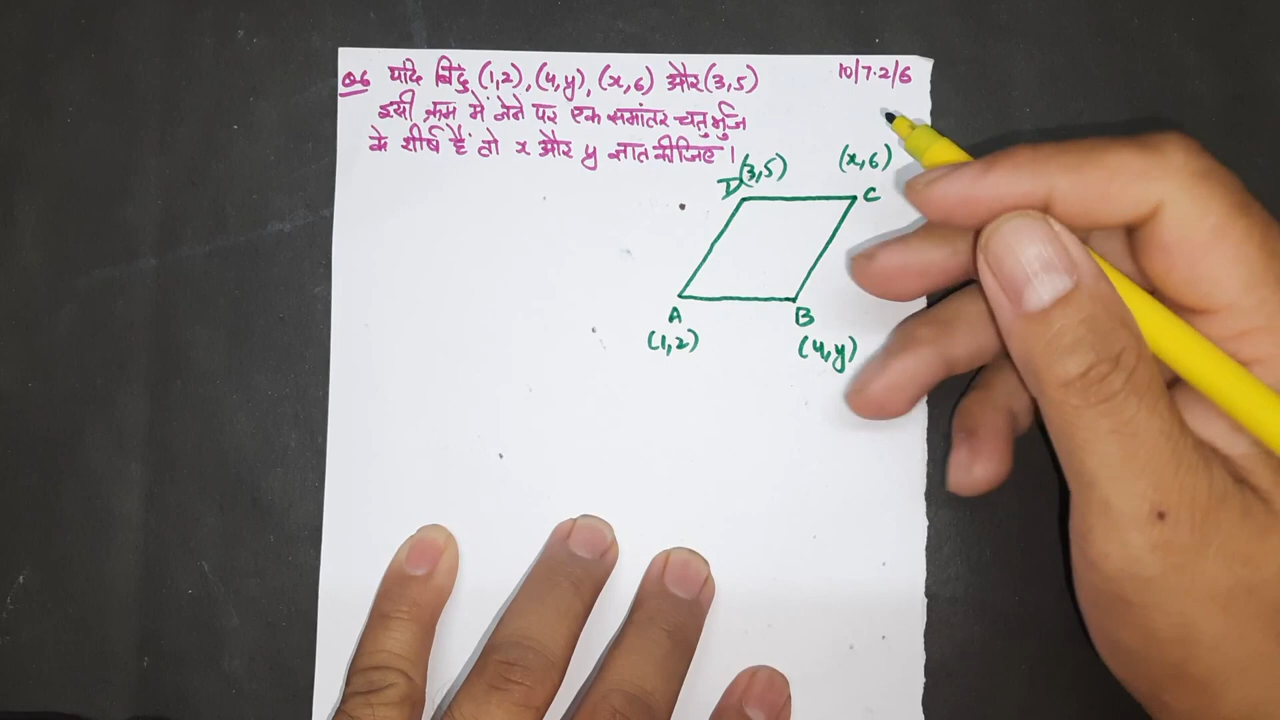 Q6 यदि बिंदु (1,2), (4,y), (x,6) और (3,5)
10/7.2/6
इसी क्रम में लेने पर एक समांतर चतुर्भुज
के शीर्ष हैं तो x और y ज्ञात कीजिए।
D (3,5)
(x,6)
C
A
B
(1,2)
(4,y)